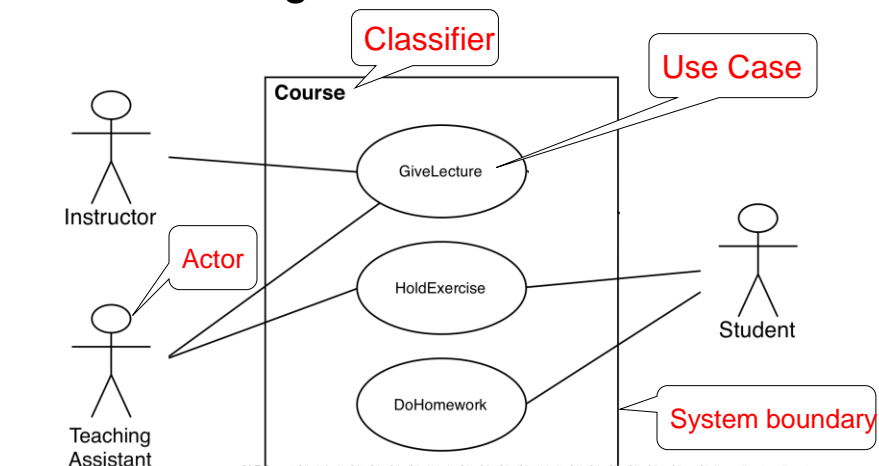 Classifier
Use Case
Course
GiveLecture
Instructor
Actor
HoldExercise
Student
DoHomework
System boundary
Teaching
Assistant